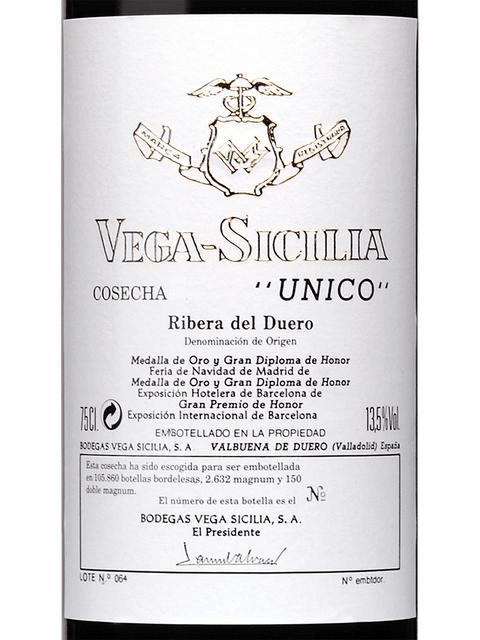 MARCA REGISTRADA
VEGA-SICILIA
COSECHA "UNICO"
Ribera del Duero
Denominación de Origen
Medalla de Oro y Gran Diploma de Honor
Feria de Navidad de Madrid de
Medalla de Oro y Gran Diploma de Honor
Exposición Hotelera de Barcelona de
Gran Premio de Honor
75Cl. Exposición Internacional de Barcelona 13,5%Vol.
EMBOTELLADO EN LA PROPIEDAD
BODEGAS VEGA SICILIA, S. A. VALBUENA DE DUERO (Valladolid) España
Esta cosecha ha sido escogida para ser embotellada
en 105.860 botellas bordelesas, 2.632 magnum y 150
doble magnum.
El número de esta botella es el Nº
BODEGAS VEGA SICILIA, S. A.
El Presidente
LOTE N.º 064 Nº embtdor.